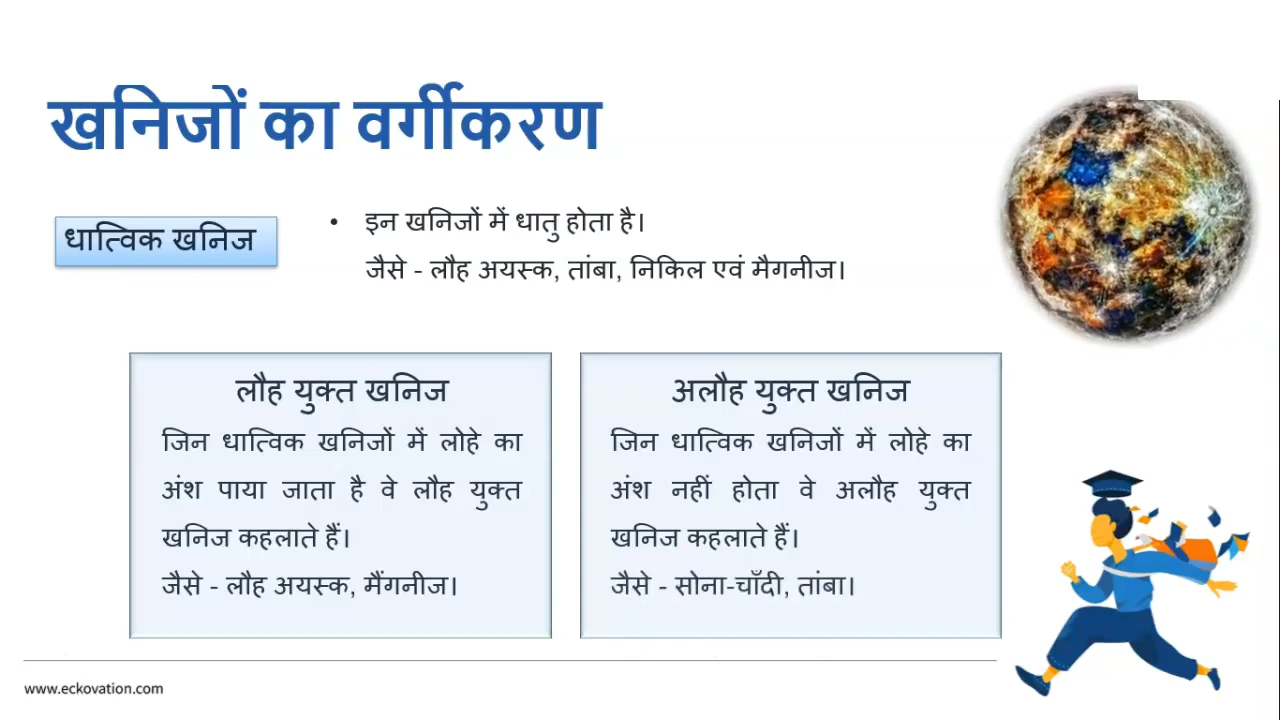 खनिजों का वर्गीकरण
धात्विक खनिज
• इन खनिजों में धातु होता है।
जैसे - लौह अयस्क, तांबा, निकिल एवं मैगनीज।
लौह युक्त खनिज
जिन धात्विक खनिजों में लोहे का
अंश पाया जाता है वे लौह युक्त
खनिज कहलाते हैं।
जैसे - लौह अयस्क, मैंगनीज।
अलौह युक्त खनिज
जिन धात्विक खनिजों में लोहे का
अंश नहीं होता वे अलौह युक्त
खनिज कहलाते हैं।
जैसे - सोना-चाँदी, तांबा।
www.eckovation.com